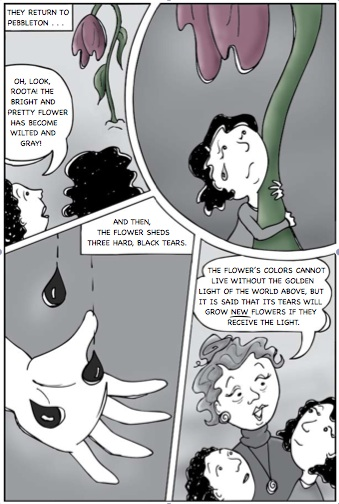 THEY RETURN TO
PEBBLETON . . .
OH, LOOK,
ROOTA! THE
BRIGHT AND
PRETTY FLOWER
HAS BECOME
WILTED AND
GRAY!
AND THEN,
THE FLOWER SHEDS
THREE HARD, BLACK TEARS.
THE FLOWER'S COLORS CANNOT
LIVE WITHOUT THE GOLDEN
LIGHT OF THE WORLD ABOVE, BUT
IT IS SAID THAT ITS TEARS WILL
GROW NEW FLOWERS IF THEY
RECEIVE THE LIGHT.